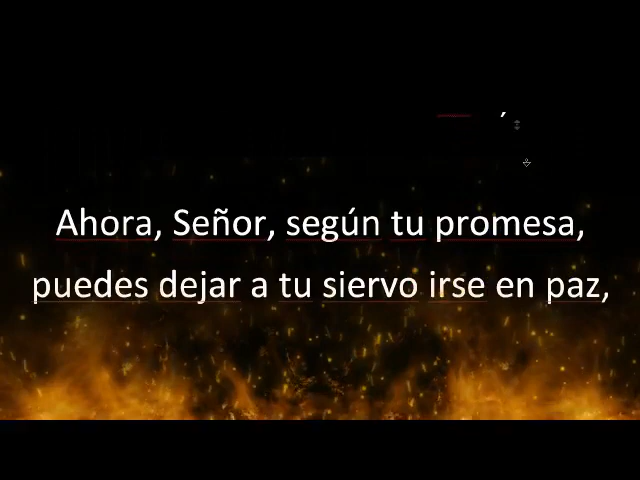 Ahora, Señor, según tu promesa,
puedes dejar a tu siervo irse en paz,